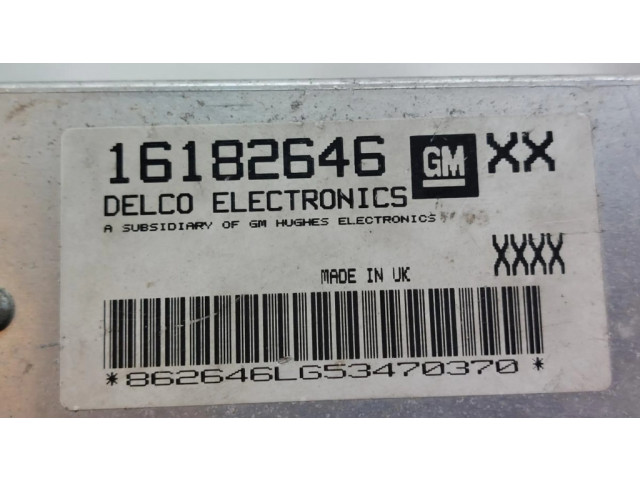 16182646 GM XX
DELCO ELECTRONICS
A SUBSIDIARY OF GM HUGHES ELECTRONICS
XXXX
MADE IN UK
*862646LG53470370*